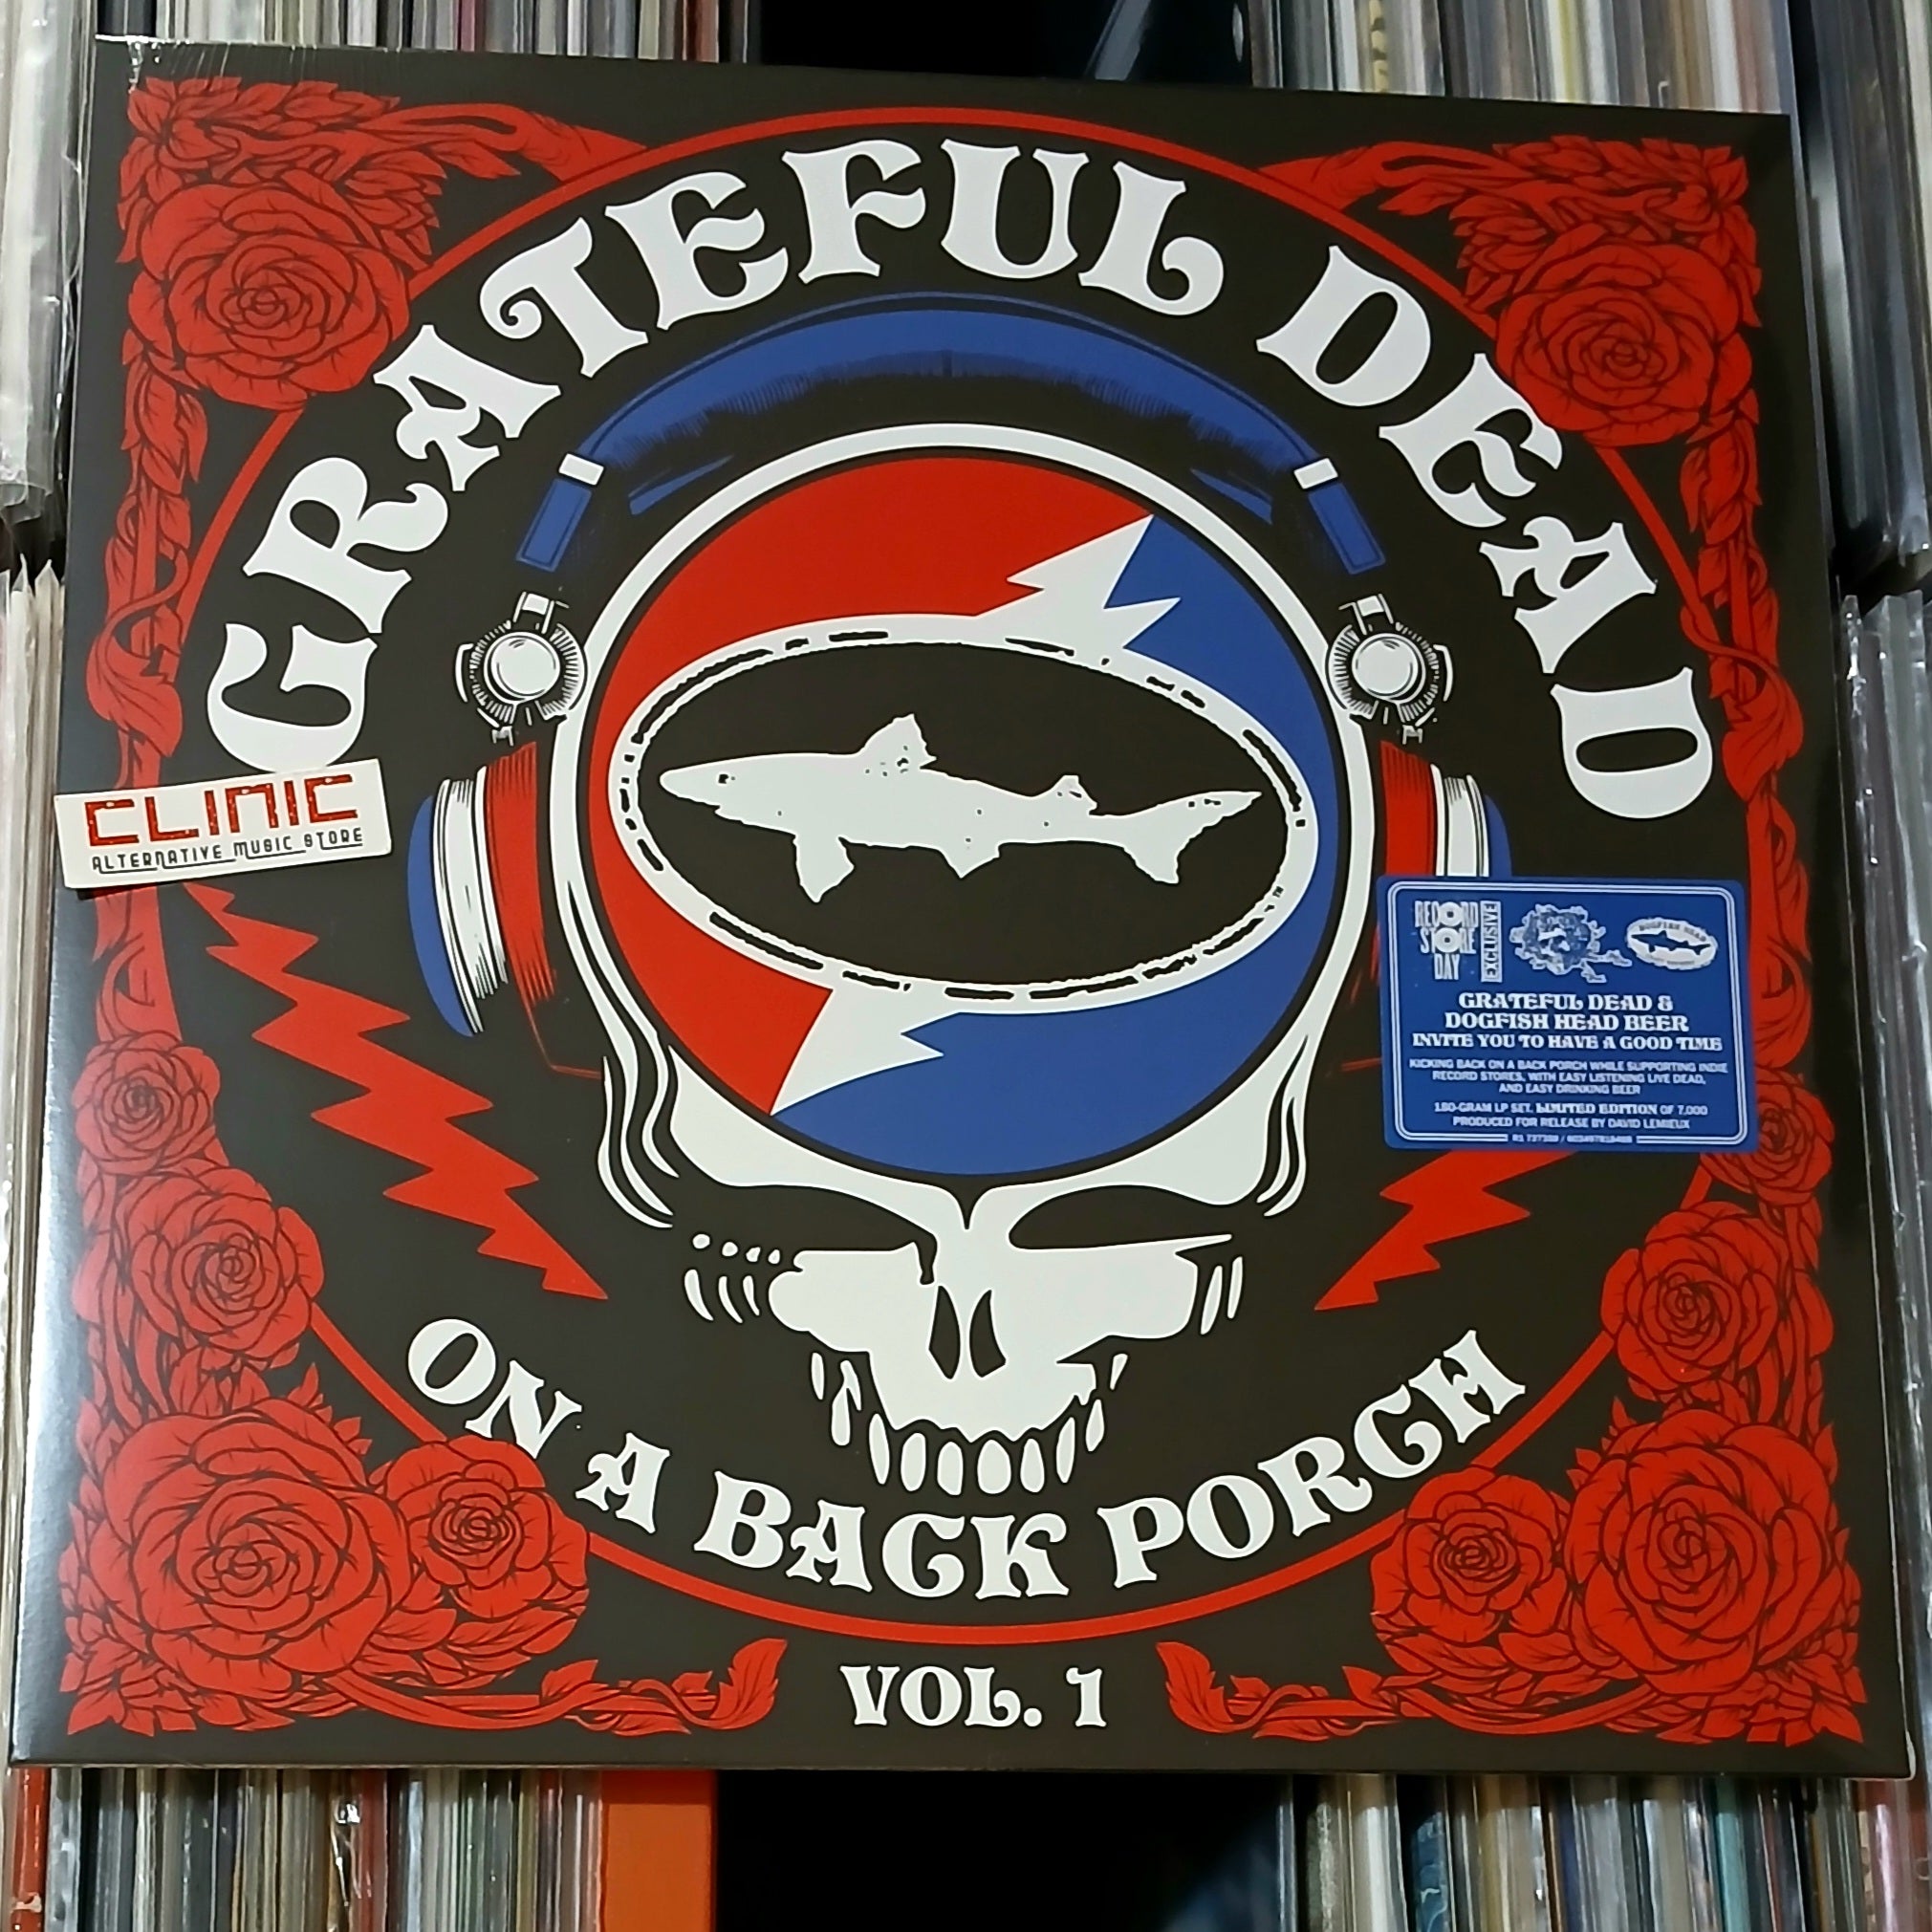 GRATEFUL DEAD
CLINIC
ALTERNATIVE MUSIC STORE
RECORD
STORE
DAY
EXCLUSIVE
DOGFISH HEAD
GRATEFUL DEAD &
DOGFISH HEAD BEER
INVITE YOU TO HAVE A GOOD TIME
KICKING BACK ON A BACK PORCH WHILE SUPPORTING INDIE
RECORD STORES, WITH EASY LISTENING LIVE DEAD,
AND EASY DRINKING BEER
180-GRAM LP SET. LIMITED EDITION OF 7,000
PRODUCED FOR RELEASE BY DAVID LEMIEUX
ON A BACK PORCH
VOL. 1